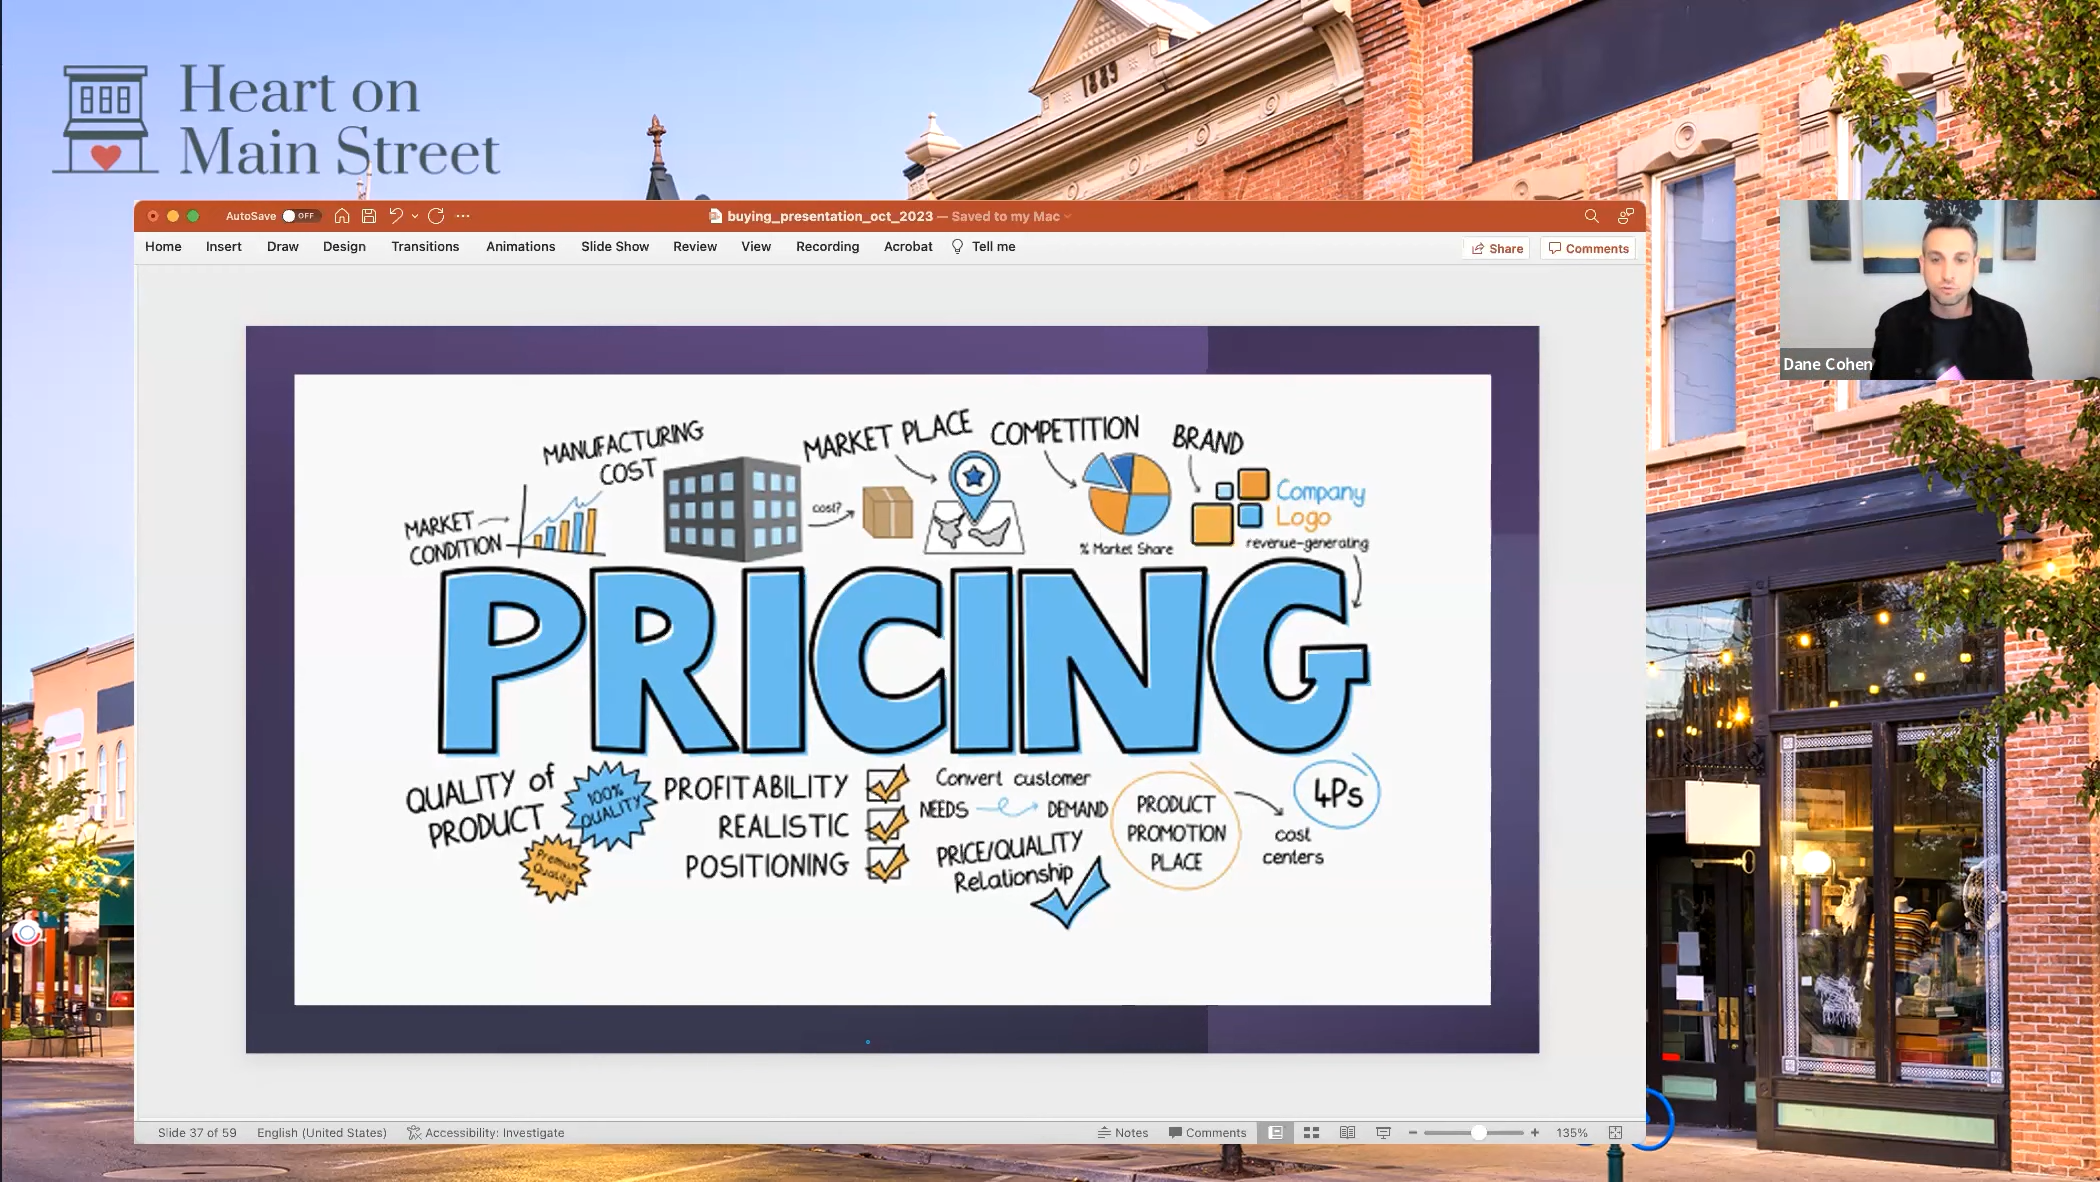 1889
Heart on
Main Street
AutoSave OFF
buying_presentation_oct_2023 — Saved to my Mac
Home Insert Draw Design Transitions Animations Slide Show Review View Recording Acrobat Tell me
Share Comments
Dane Cohen
MANUFACTURING
COST
MARKET PLACE
COMPETITION
BRAND
MARKET
CONDITION
cost?
% Market Share
Company
Logo
revenue-generating
PRICING
QUALITY of
PRODUCT
100%
QUALITY
Premium
Quality
PROFITABILITY
REALISTIC
POSITIONING
Convert customer
NEEDS DEMAND
PRICE/QUALITY
Relationship
PRODUCT
PROMOTION
PLACE
cost
centers
4Ps
Slide 37 of 59 English (United States) Accessibility: Investigate
Notes Comments 135%